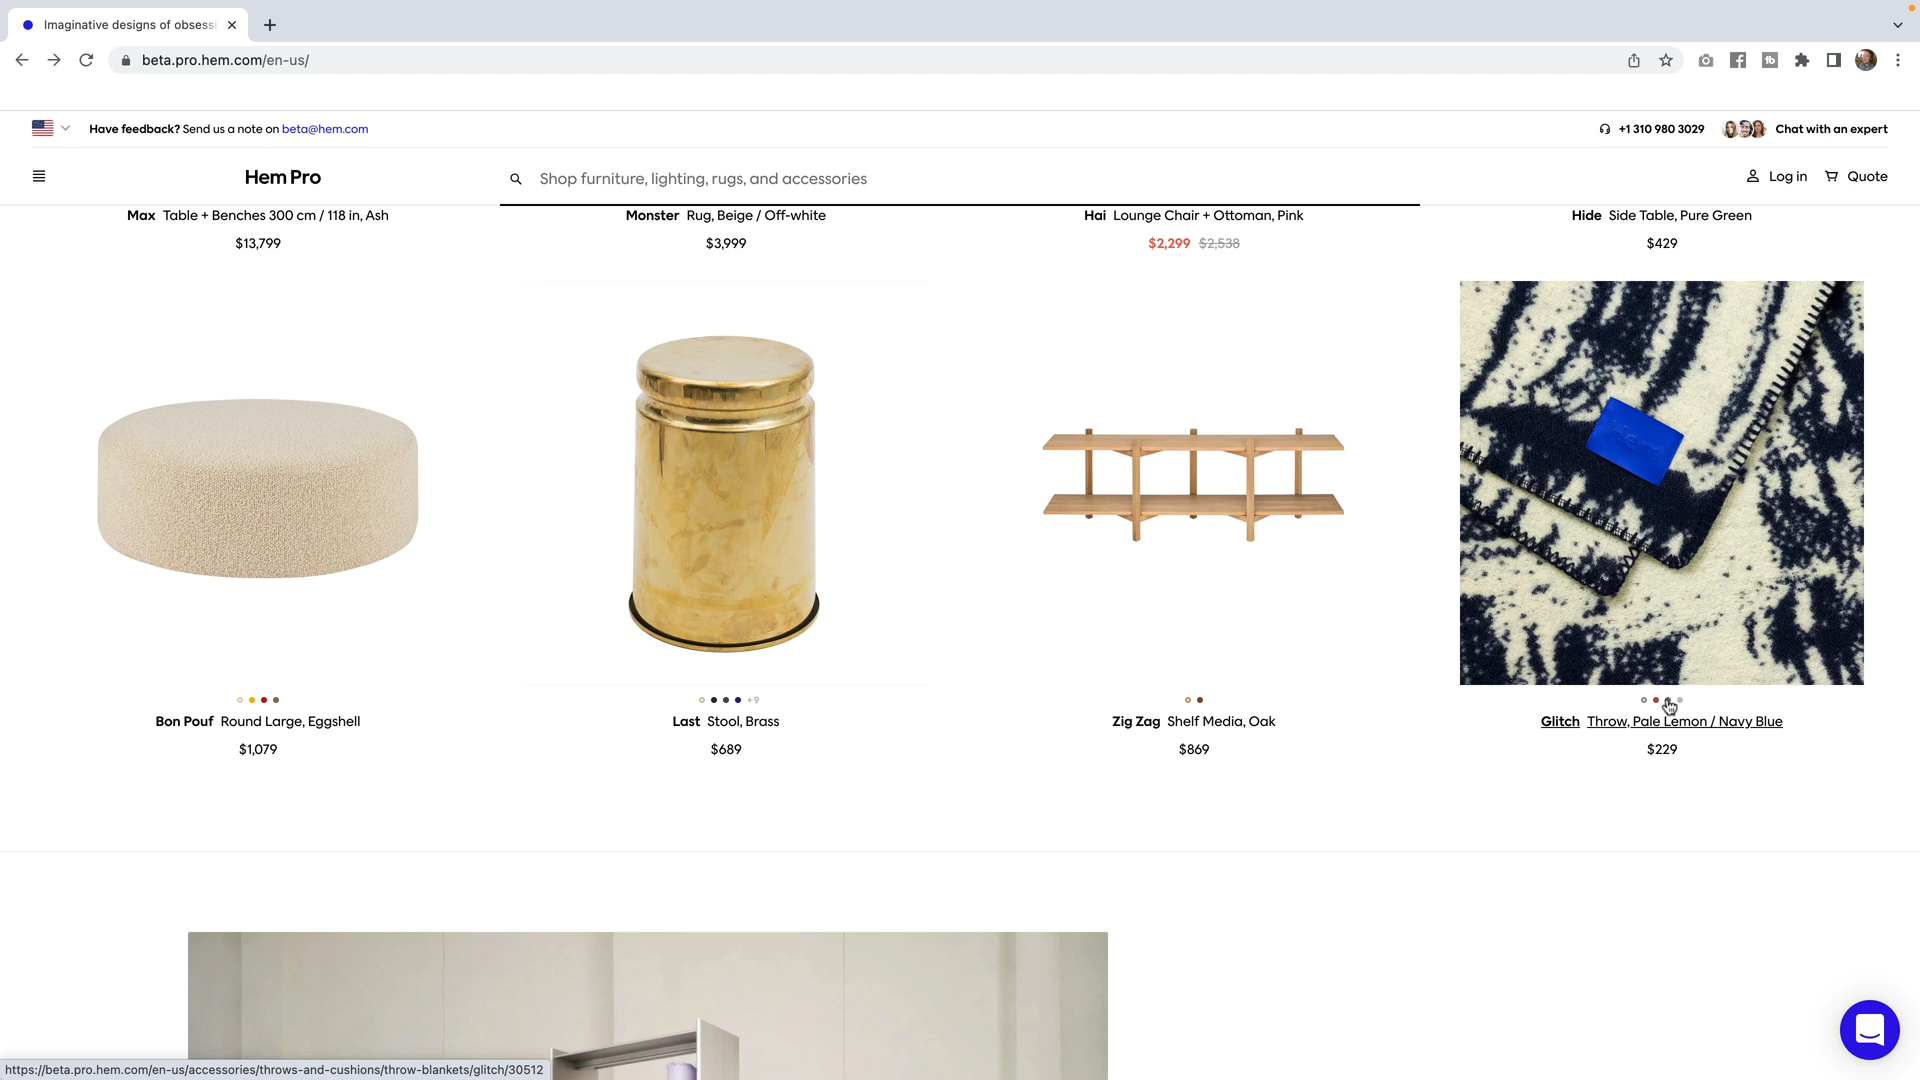 Imaginative designs of obsessi
beta.pro.hem.com/en-us/
Have feedback? Send us a note on beta@hem.com
+1 310 980 3029
Chat with an expert
Hem Pro
Shop furniture, lighting, rugs, and accessories
Log in
Quote
Max Table + Benches 300 cm / 118 in, Ash
$13,799
Monster Rug, Beige / Off-white
$3,999
Hai Lounge Chair + Ottoman, Pink
$2,299 $2,538
Hide Side Table, Pure Green
$429
Bon Pouf Round Large, Eggshell
$1,079
+9
Last Stool, Brass
$689
Zig Zag Shelf Media, Oak
$869
Glitch Throw, Pale Lemon / Navy Blue
$229
https://beta.pro.hem.com/en-us/accessories/throws-and-cushions/throw-blankets/glitch/30512